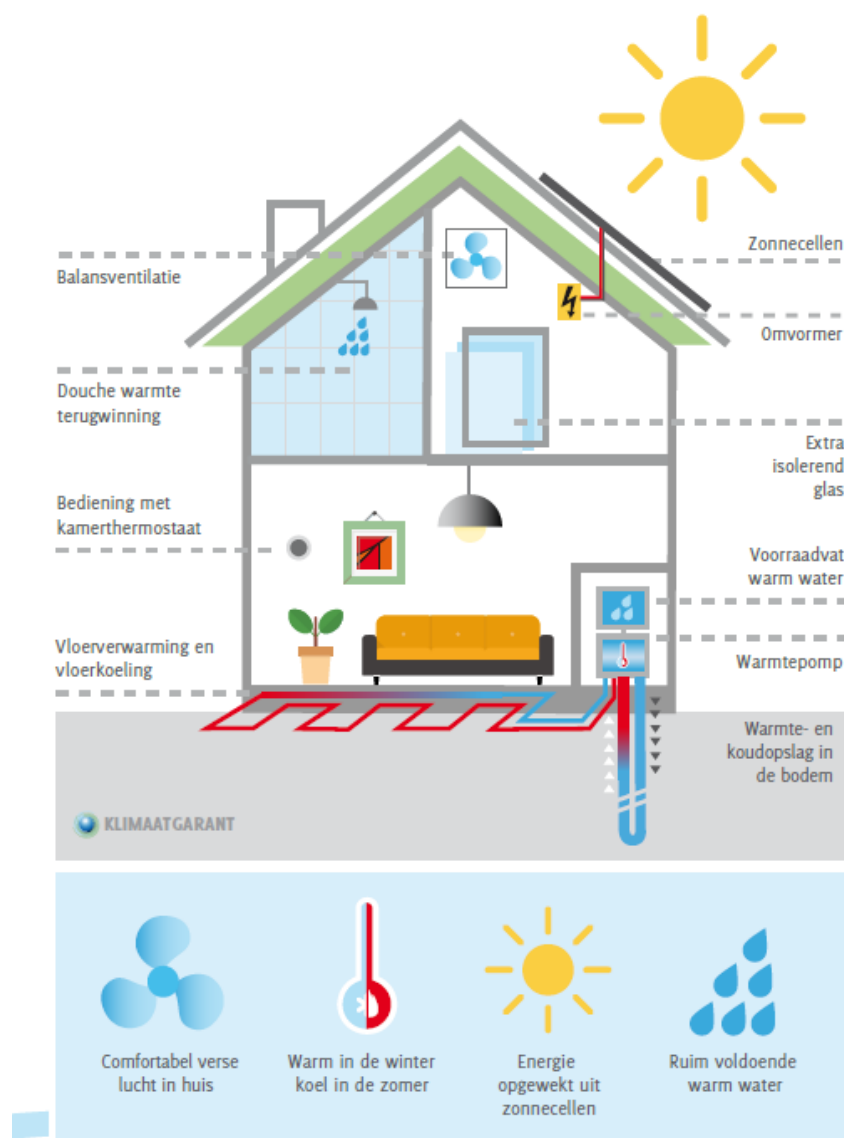 Balansventilatie
Douche warmte
terugwinning
Bediening met
kamerthermostaat
Vloerverwarming en
vloerkoeling
Zonnecellen
Omvormer
Extra
isolerend
glas
Voorraadvat
warm water
Warmtepomp
Warmte- en
koudopslag in
de bodem
KLIMAATGARANT
Comfortabel verse
lucht in huis
Warm in de winter
koel in de zomer
Energie
opgewekt uit
zonnecellen
Ruim voldoende
warm water